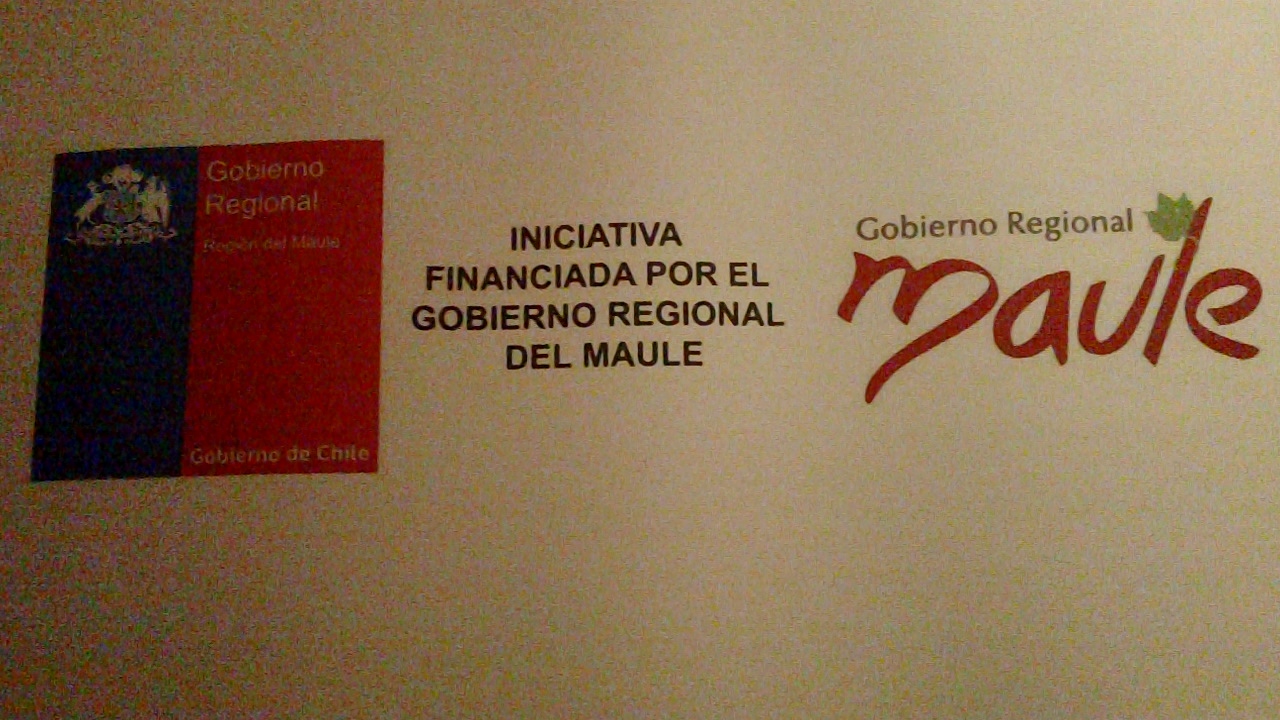 Gobierno
Regional
Región del Maule
Gobierno de Chile
INICIATIVA
FINANCIADA POR EL
GOBIERNO REGIONAL
DEL MAULE
Gobierno Regional
maule